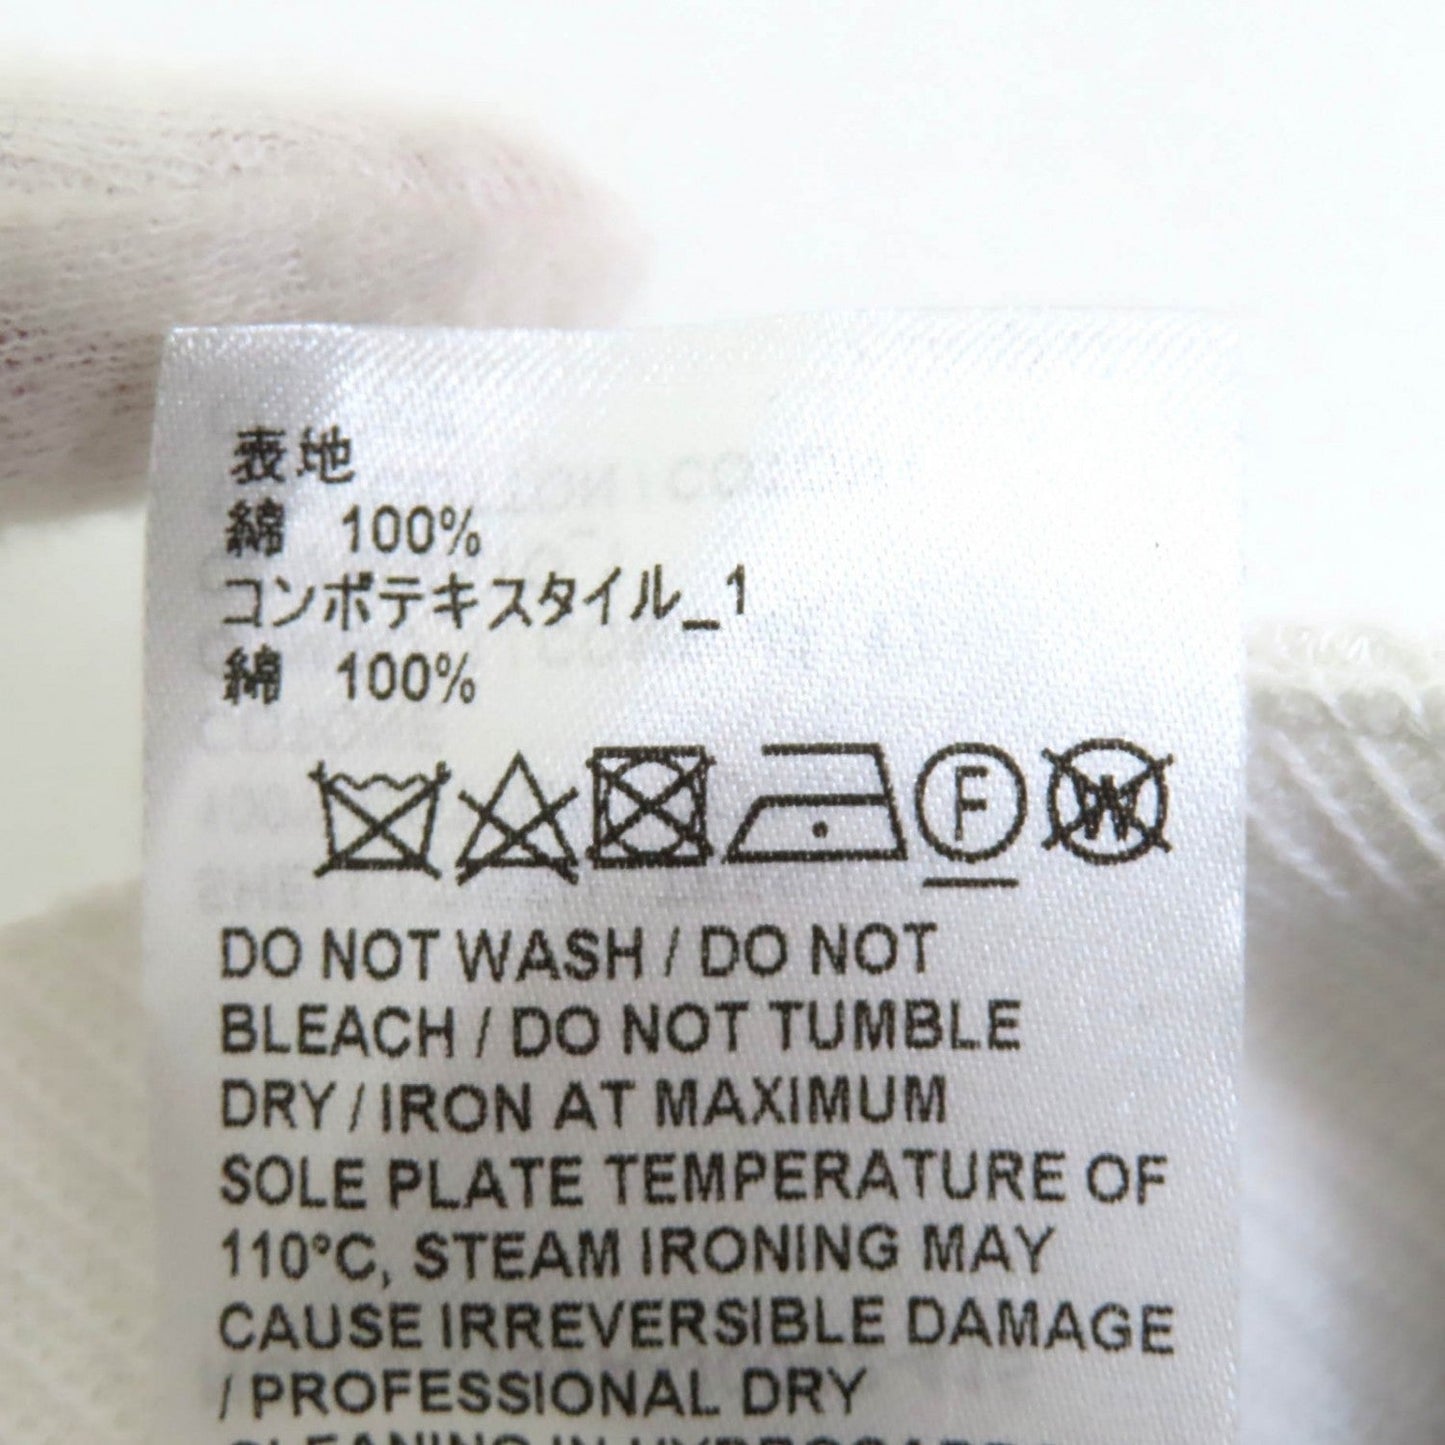 表地
綿 100%
コンポテキスタイル_1
綿 100%
F W
DO NOT WASH / DO NOT
BLEACH / DO NOT TUMBLE
DRY / IRON AT MAXIMUM
SOLE PLATE TEMPERATURE OF
110°C, STEAM IRONING MAY
CAUSE IRREVERSIBLE DAMAGE
/ PROFESSIONAL DRY
CLEANING IN